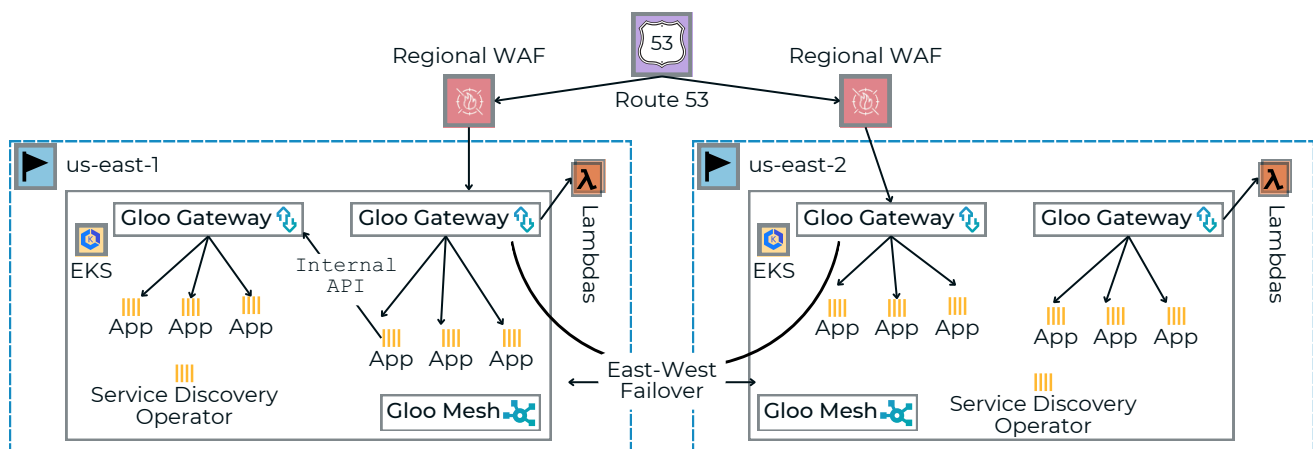 53
Regional WAF
Regional WAF
Route 53
us-east-1
us-east-2
Gloo Gateway
Gloo Gateway
Lambdas
EKS
Internal
API
App
App
App
App
App
App
Service Discovery
Operator
Gloo Mesh
East-West
Failover
Gloo Gateway
Gloo Gateway
Lambdas
EKS
K
K
App
App
App
App
App
App
Gloo Mesh
Service Discovery
Operator